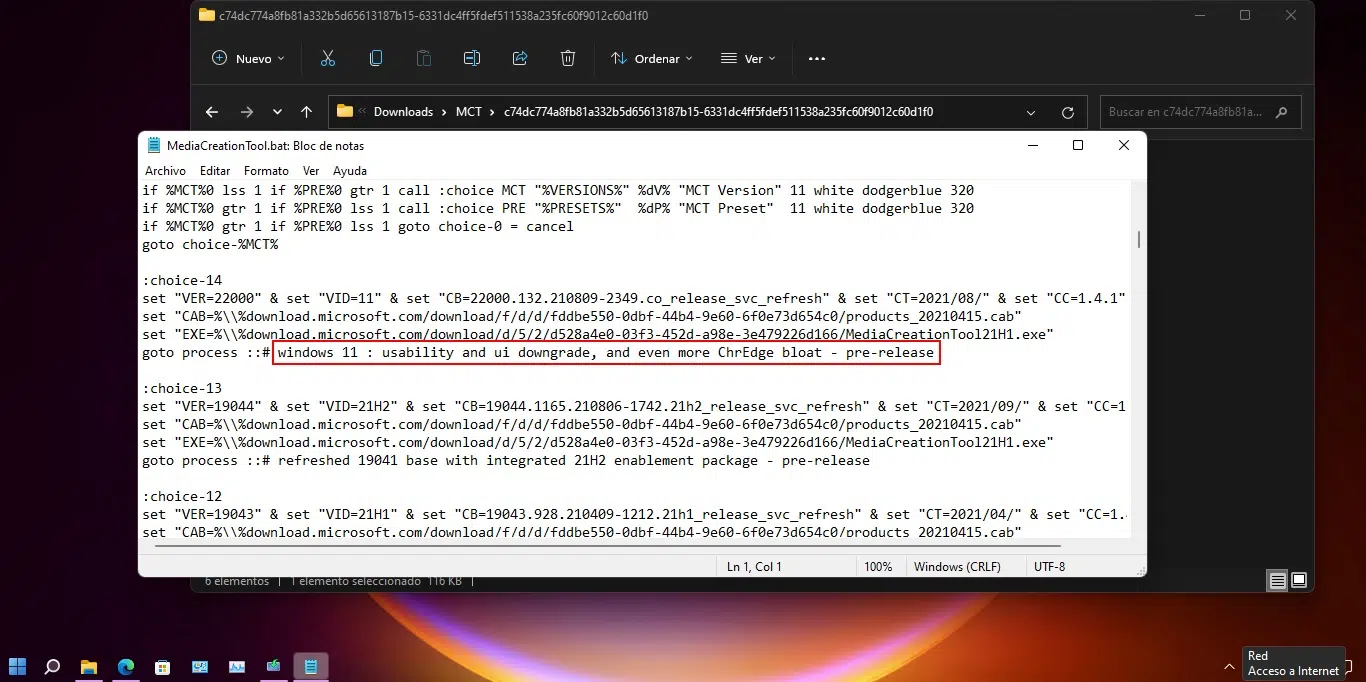 c74dc774a8fb81a332b5d65613187b15-6331dc4ff5fdef511538a235fc60f9012c60d1f0
Nuevo
Ordenar
Ver
Downloads > MCT > c74dc774a8fb81a332b5d65613187b15-6331dc4ff5fdef511538a235fc60f9012c60d1f0
Buscar en c74dc774a8fb81a...
MediaCreationTool.bat: Bloc de notas
Archivo Editar Formato Ver Ayuda
if %MCT%0 lss 1 if %PRE%0 gtr 1 call :choice MCT "%VERSIONS%" %dV% "MCT Version" 11 white dodgerblue 320
if %MCT%0 gtr 1 if %PRE%0 lss 1 call :choice PRE "%PRESETS%"  %dP% "MCT Preset"  11 white dodgerblue 320
if %MCT%0 gtr 1 if %PRE%0 lss 1 goto choice-0 = cancel
goto choice-%MCT%
:choice-14
set "VER=22000" & set "VID=11" & set "CB=22000.132.210809-2349.co_release_svc_refresh" & set "CT=2021/08/" & set "CC=1.4.1"
set "CAB=%\\%download.microsoft.com/download/f/d/d/fddbe550-0dbf-44b4-9e60-6f0e73d654c0/products_20210415.cab"
set "EXE=%\\%download.microsoft.com/download/d/5/2/d528a4e0-03f3-452d-a98e-3e479226d166/MediaCreationTool21H1.exe"
goto process ::# windows 11 : usability and ui downgrade, and even more ChrEdge bloat - pre-release
:choice-13
set "VER=19044" & set "VID=21H2" & set "CB=19044.1165.210806-1742.21h2_release_svc_refresh" & set "CT=2021/09/" & set "CC=1
set "CAB=%\\%download.microsoft.com/download/f/d/d/fddbe550-0dbf-44b4-9e60-6f0e73d654c0/products_20210415.cab"
set "EXE=%\\%download.microsoft.com/download/d/5/2/d528a4e0-03f3-452d-a98e-3e479226d166/MediaCreationTool21H1.exe"
goto process ::# refreshed 19041 base with integrated 21H2 enablement package - pre-release
:choice-12
set "VER=19043" & set "VID=21H1" & set "CB=19043.928.210409-1212.21h1_release_svc_refresh" & set "CT=2021/04/" & set "CC=1.
set "CAB=%\\%download.microsoft.com/download/f/d/d/fddbe550-0dbf-44b4-9e60-6f0e73d654c0/products_20210415.cab"
Ln 1, Col 1 100% Windows (CRLF) UTF-8
6 elementos 1 elemento seleccionado 116 KB
Red
Acceso a Internet